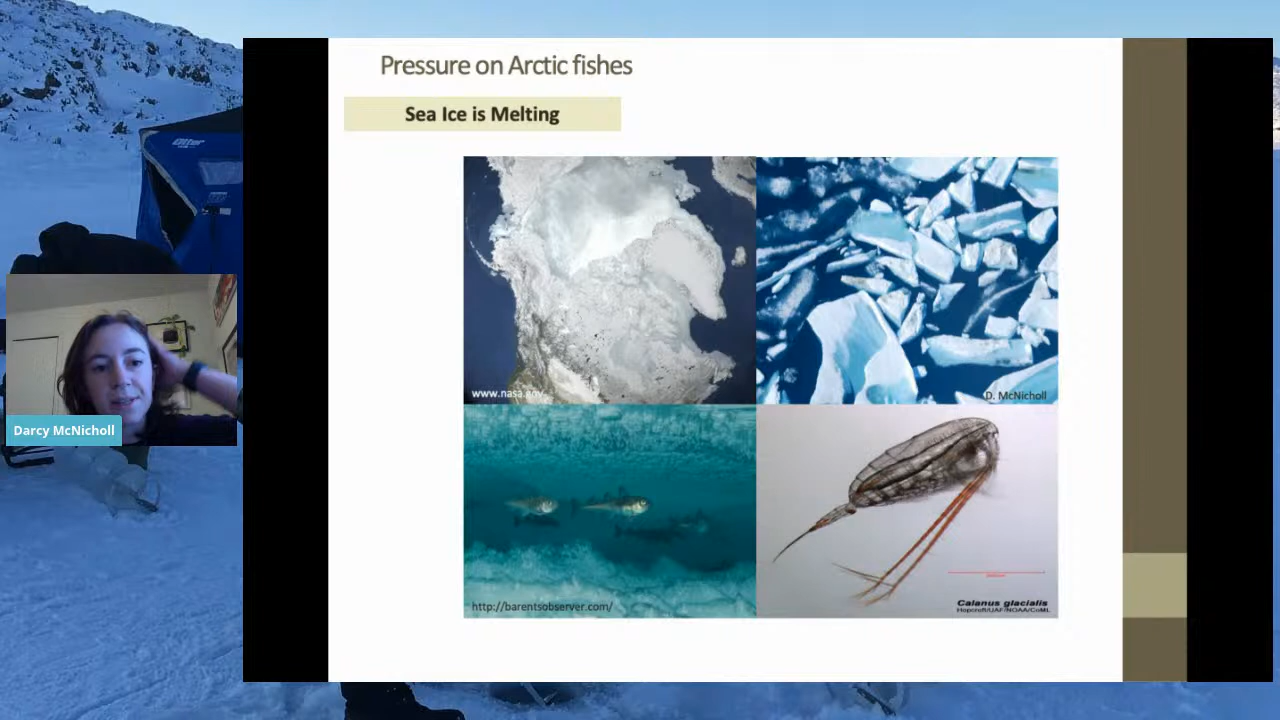 Pressure on Arctic fishes
Sea Ice is Melting
www.nasa.gov
D. McNicholl
http://barentsobserver.com/
Calanus glacialis
Hopcroft/UAF/NOAA/CoML
Darcy McNicholl